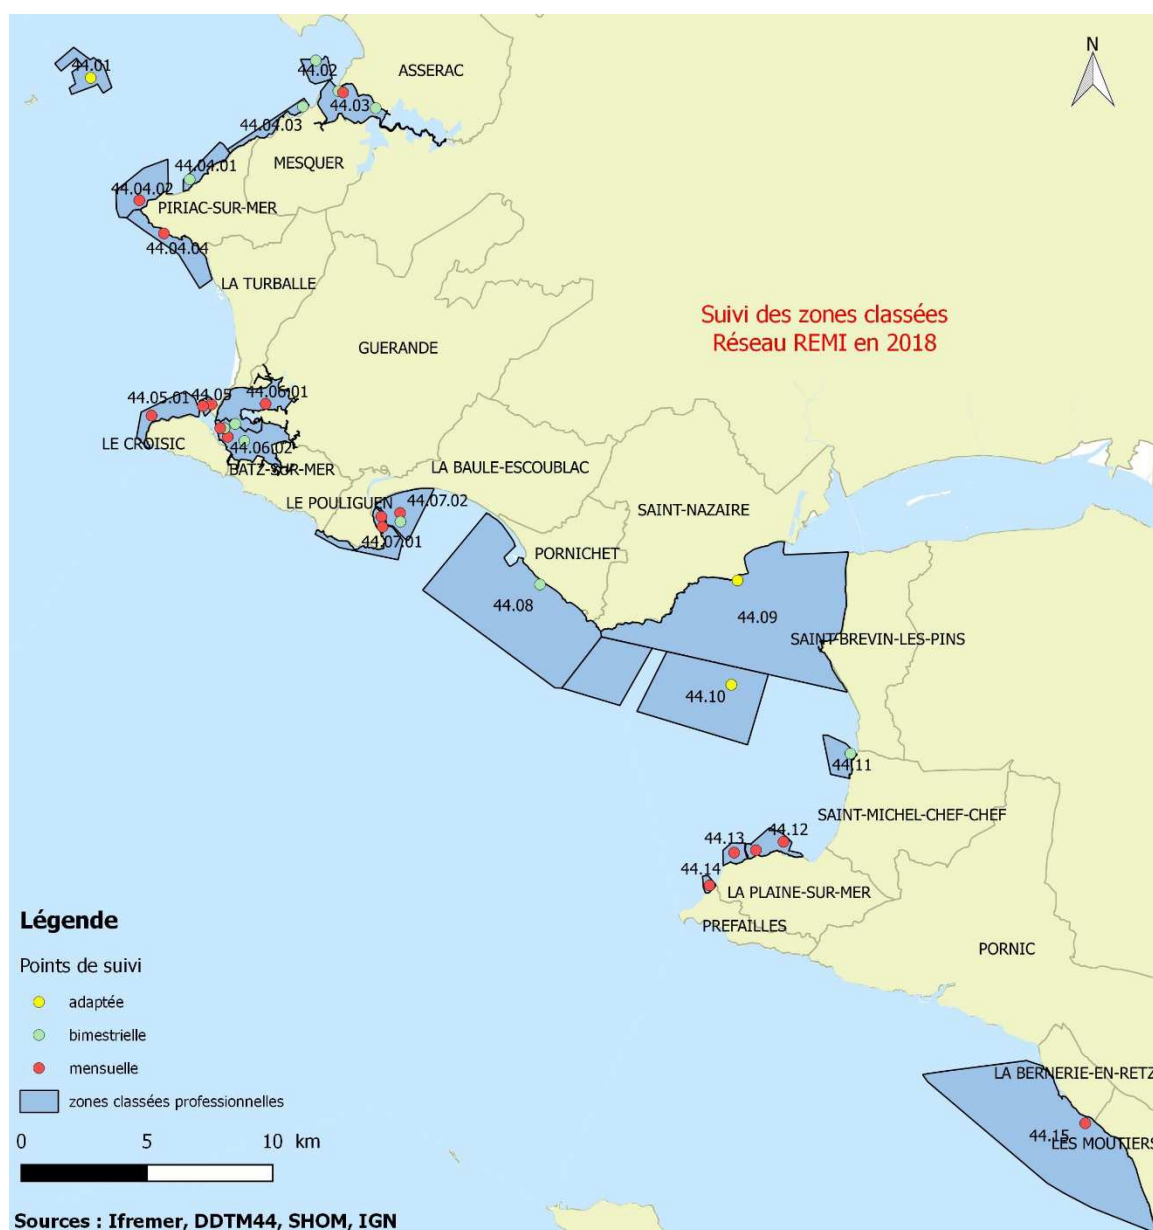 N
44.01
44.02
ASSERAC
44.03
44.04.03
MESQUER
44.04.01
44.04.02
PIRIAC-SUR-MER
44.04.04
LA TURBALLE
Suivi des zones classées
Réseau REMI en 2018
GUERANDE
44.05.01
44.05
44.06.01
LE CROISIC
44.06.02
BATZ-SUR-MER
LA BAULE-ESCOUBLAC
LE POULIGUEN
44.07.02
SAINT-NAZAIRE
44.07.01
PORNICHET
44.08
44.09
SAINT-BREVIN-LES-PINS
44.10
44.11
SAINT-MICHEL-CHEF-CHEF
44.13
44.12
44.14
LA PLAINE-SUR-MER
PREFAILLES
PORNIC
LA BERNERIE-EN-RETZ
44.15
LES MOUTIERS
Légende
Points de suivi
adaptée
bimestrielle
mensuelle
zones classées professionnelles
0 5 10 km
Sources : Ifremer, DDTM44, SHOM, IGN